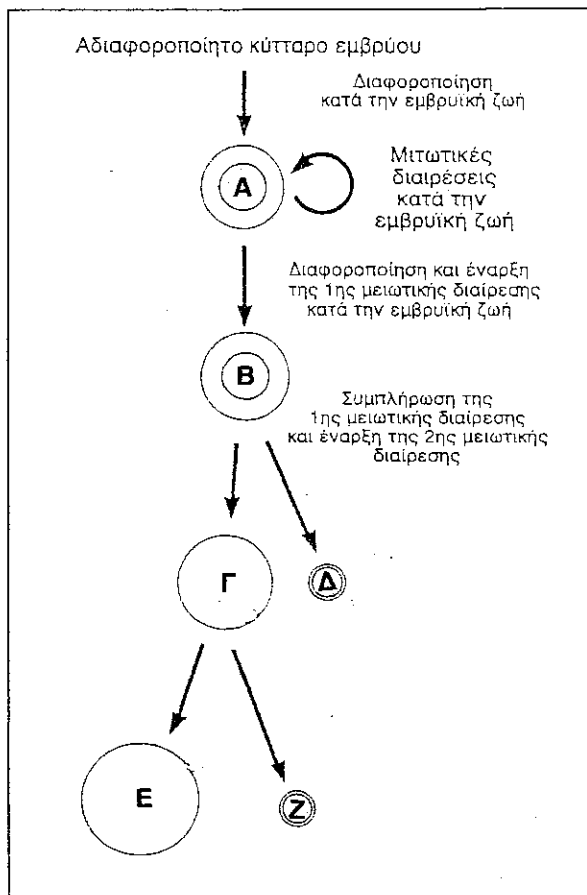 Αδιαφοροποίητο κύτταρο εμβρύου
Διαφοροποίηση
κατά την εμβρυϊκή ζωή
Α
Μιτωτικές
διαιρέσεις
κατά την
εμβρυϊκή ζωή
Διαφοροποίηση και έναρξη
της 1ης μειωτικής διαίρεσης
κατά την εμβρυϊκή ζωή
Β
Συμπλήρωση της
1ης μειωτικής διαίρεσης
και έναρξη της 2ης μειωτικής
διαίρεσης
Γ
Δ
Ε
Ζ